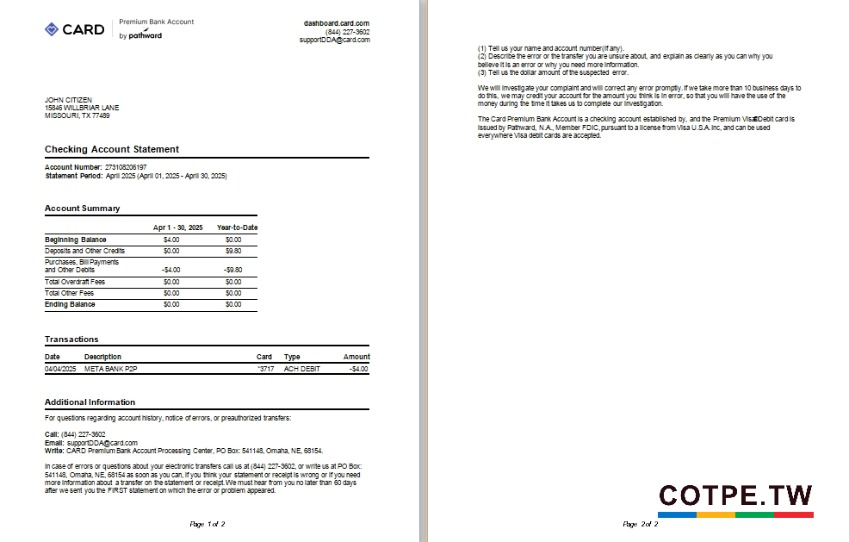 CARD
Premium Bank Account
by pathward
dashboard.card.com
(844) 227-3602
supportDDA@card.com
JOHN CITIZEN
15846 WILLBRIAR LANE
MISSOURI, TX 77489
Checking Account Statement
Account Number: 273108206197
Statement Period: April 2025 (April 01, 2025 - April 30, 2025)
Account Summary
Apr 1 - 30, 2025 Year-to-Date
Beginning Balance $4.00 $0.00
Deposits and Other Credits $0.00 $9.80
Purchases, Bill Payments
and Other Debits -$4.00 -$9.80
Total Overdraft Fees $0.00 $0.00
Total Other Fees $0.00 $0.00
Ending Balance $0.00 $0.00
Transactions
Date Description Card Type Amount
04/04/2025 META BANK P2P *3717 ACH DEBIT -$4.00
Additional Information
For questions regarding account history, notice of errors, or preauthorized transfers:
Call: (844) 227-3602
Email: supportDDA@card.com
Write: CARD Premium Bank Account Processing Center, PO Box: 541148, Omaha, NE, 68154.
In case of errors or questions about your electronic transfers call us at (844) 227-3602, or write us at PO Box:
541148, Omaha, NE, 68154 as soon as you can, if you think your statement or receipt is wrong or if you need
more information about a transfer on the statement or receipt. We must hear from you no later than 60 days
after we sent you the FIRST statement on which the error or problem appeared.
Page 1 of 2
(1) Tell us your name and account number(if any).
(2) Describe the error or the transfer you are unsure about, and explain as clearly as you can why you
believe it is an error or why you need more information.
(3) Tell us the dollar amount of the suspected error.
We will investigate your complaint and will correct any error promptly. If we take more than 10 business days to
do this, we may credit your account for the amount you think is in error, so that you will have the use of the
money during the time it takes us to complete our investigation.
The Card Premium Bank Account is a checking account established by, and the Premium Visa Debit card is
issued by Pathward, N.A., Member FDIC, pursuant to a license from Visa U.S.A. Inc, and can be used
everywhere Visa debit cards are accepted.
COTPE.TW
Page 2 of 2